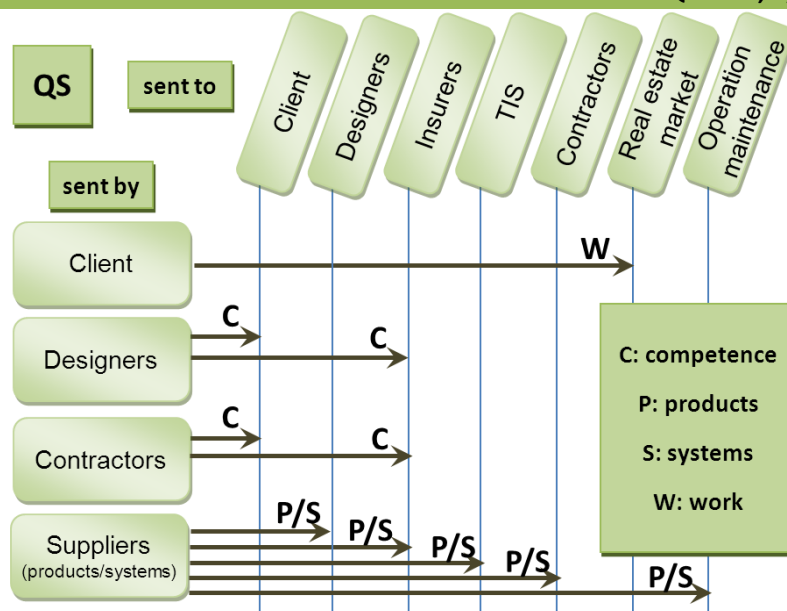 QS
sent to
Client
Designers
Insurers
TIS
Contractors
Real estate
market
Operation
maintenance
sent by
Client
W
Designers
C
C
Contractors
C
C
Suppliers
(products/systems)
P/S
P/S
P/S
P/S
P/S
C: competence
P: products
S: systems
W: work